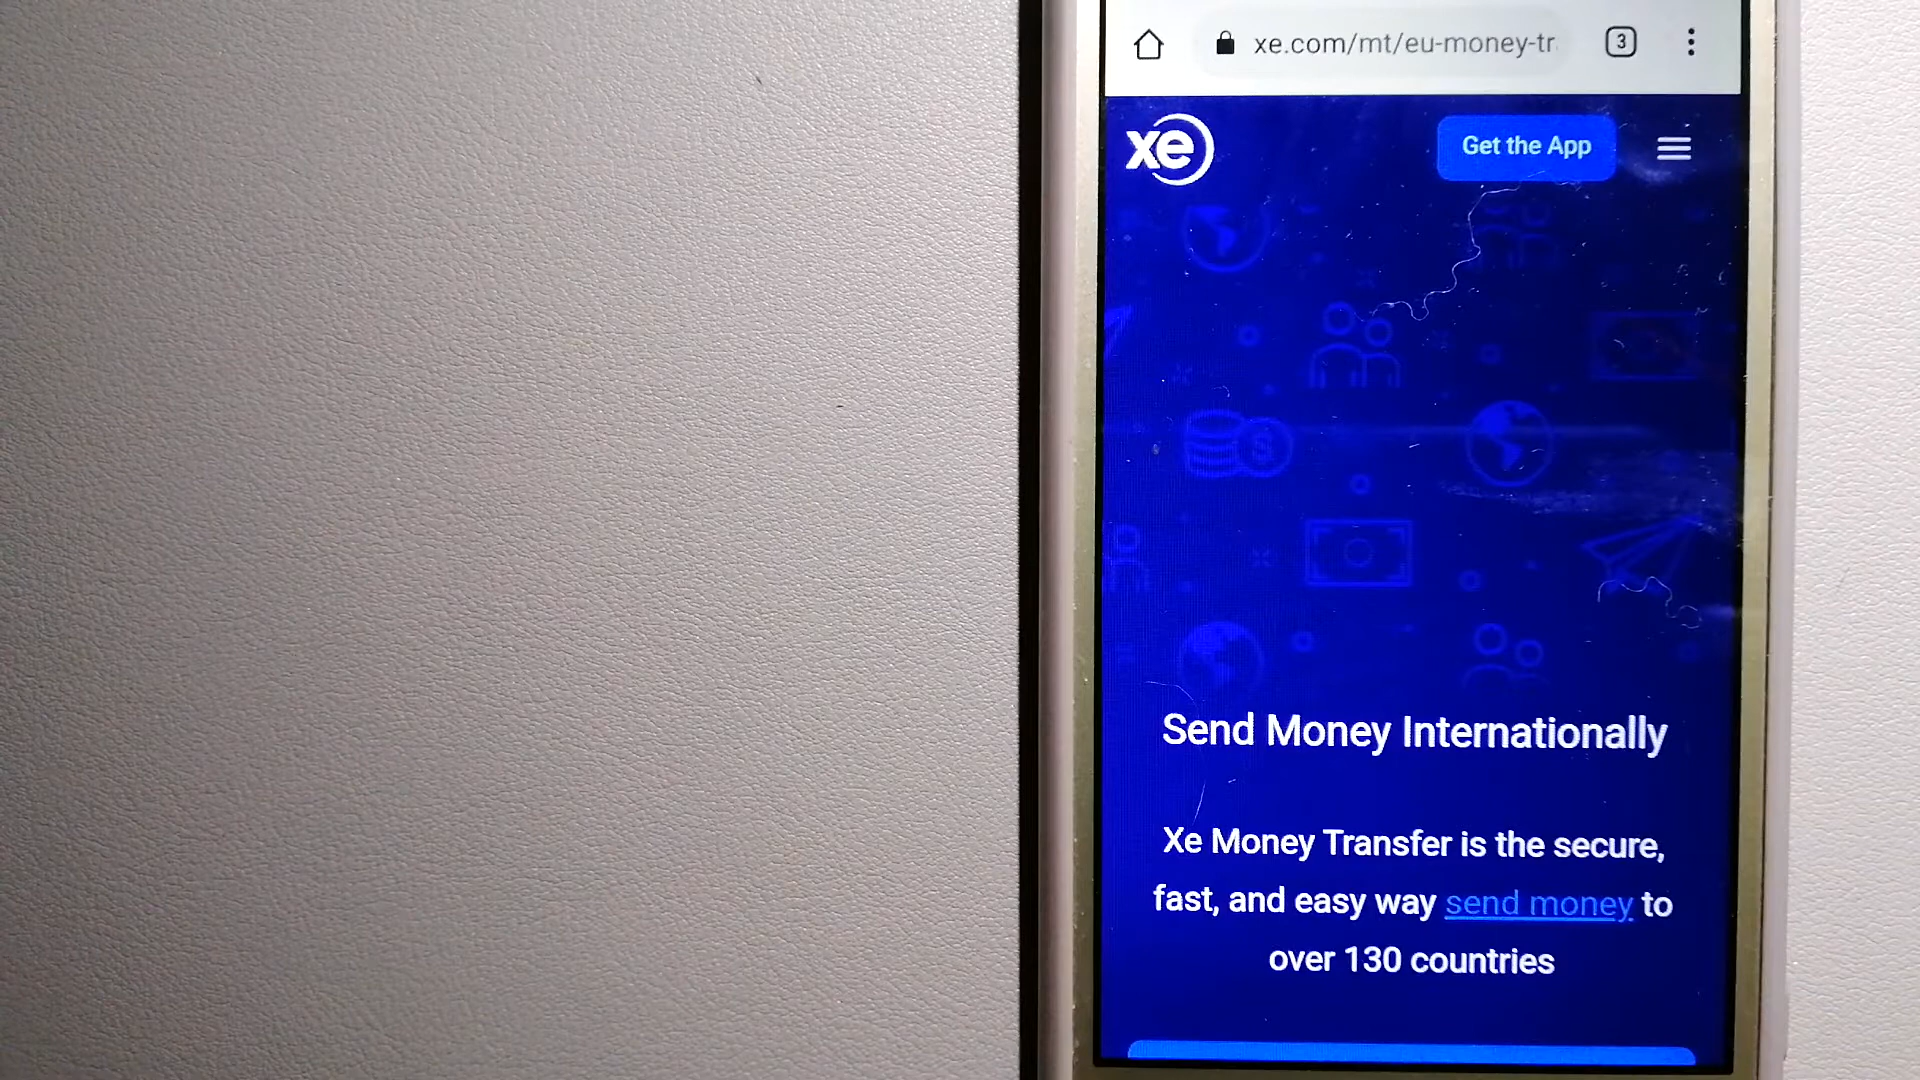 xe.com/mt/eu-money-tr
3
xe
Get the App
Send Money Internationally
Xe Money Transfer is the secure,
fast, and easy way send money to
over 130 countries